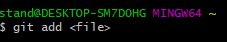 stand@DESKTOP-SM7DOHG MINGW64 ~
$ git add <file>